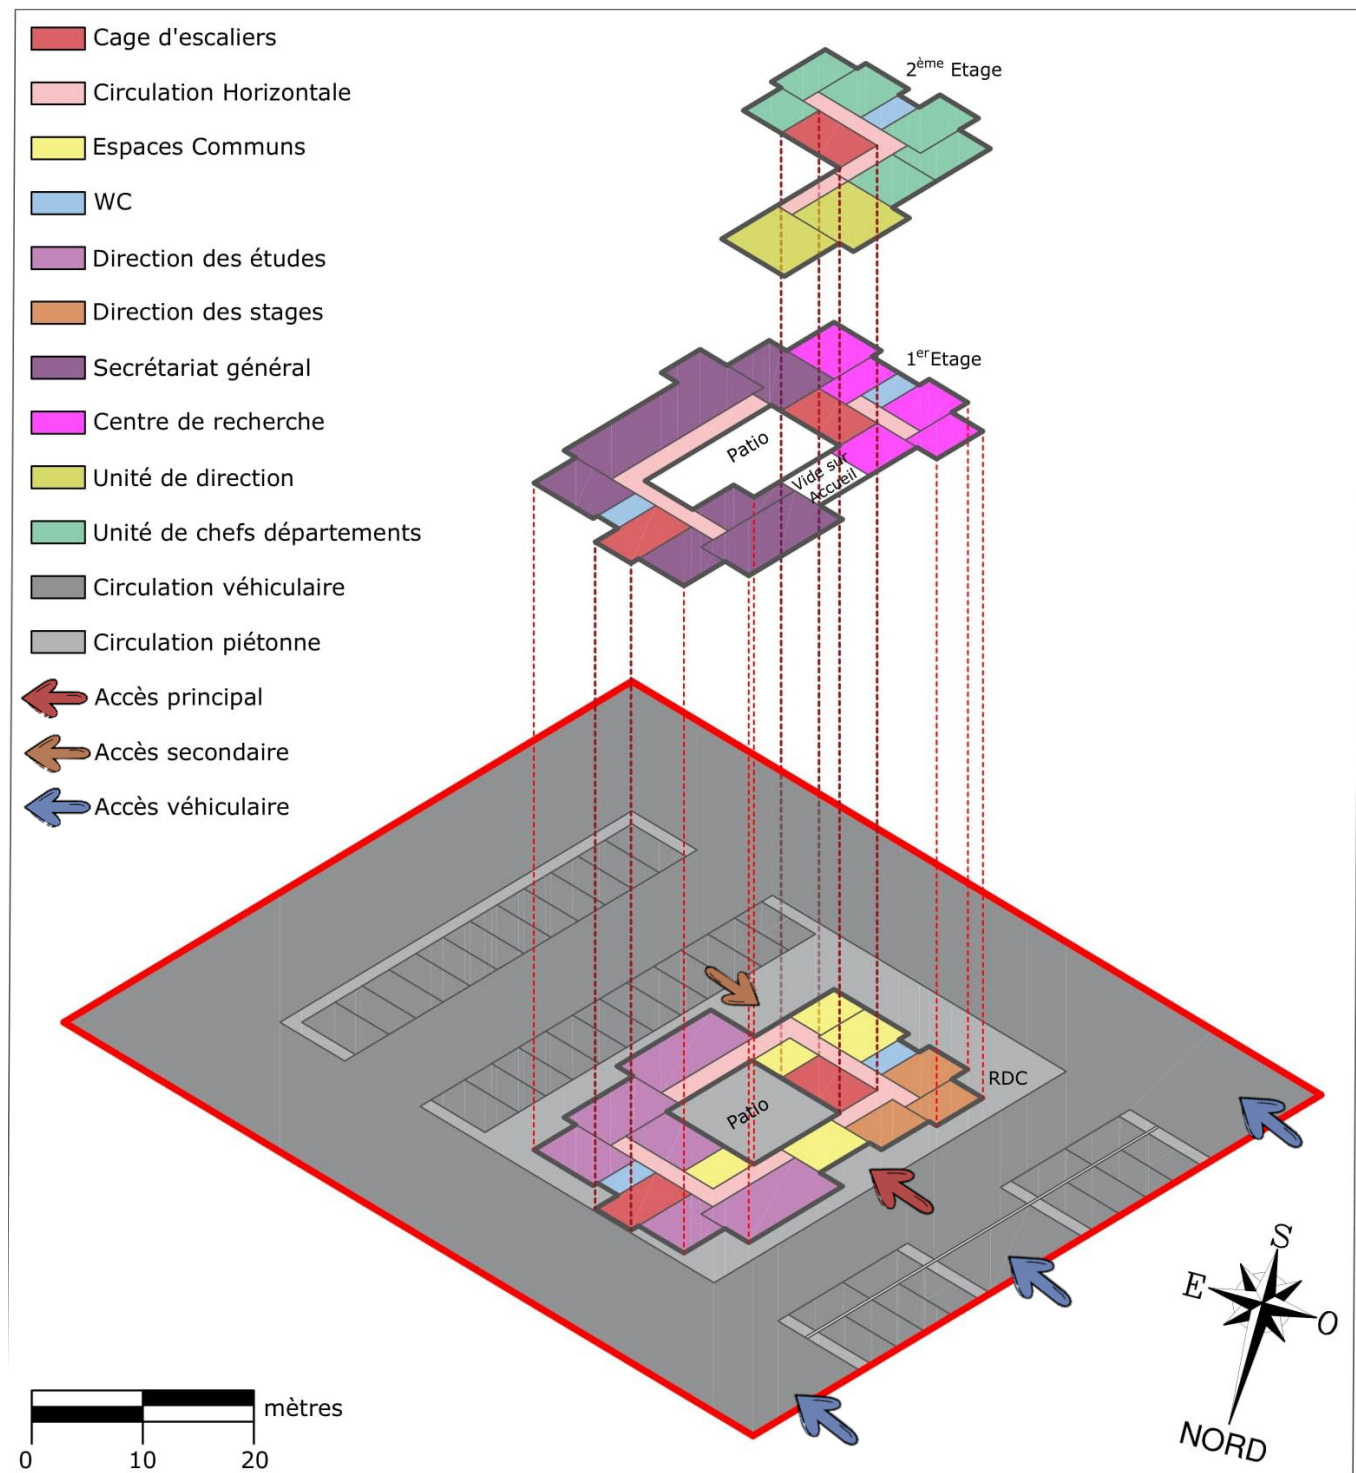 Cage d'escaliers
Circulation Horizontale
Espaces Communs
WC
Direction des études
Direction des stages
Secrétariat général
Centre de recherche
Unité de direction
Unité de chefs départements
Circulation véhiculaire
Circulation piétonne
Accès principal
Accès secondaire
Accès véhiculaire
2ème Etage
1erEtage
Patio
Vide sur
Accueil
RDC
Patio
S
E
O
NORD
mètres
0 10 20